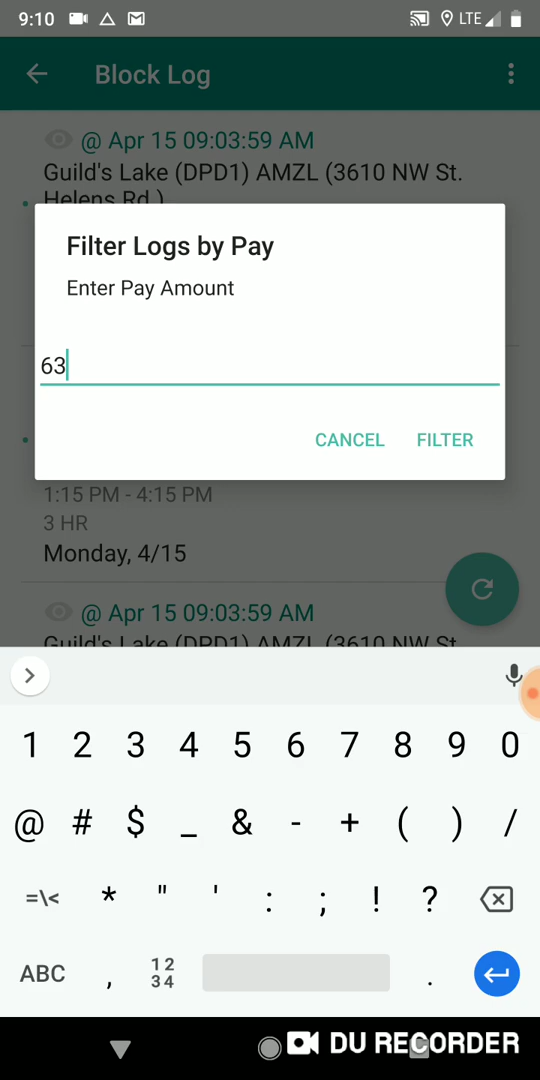 9:10 LTE
Block Log
@ Apr 15 09:03:59 AM
Guild's Lake (DPD1) AMZL (3610 NW St.
Helens Rd.)
Filter Logs by Pay
Enter Pay Amount
63
CANCEL FILTER
1:15 PM - 4:15 PM
3 HR
Monday, 4/15
@ Apr 15 09:03:59 AM
Guild's Lake (DPD1) AMZL (3610 NW St.
1 2 3 4 5 6 7 8 9 0
@ # $ _ & - + ( ) /
=\< * " ' : ; ! ?
ABC , 12 .
34
DU RECORDER